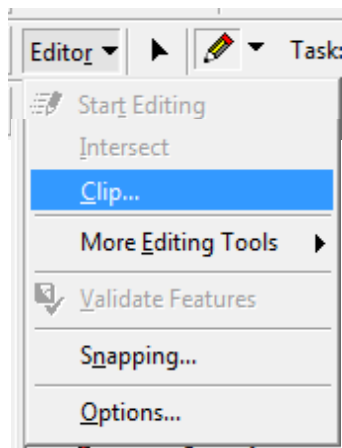 Editor Task:
Start Editing
Intersect
Clip...
More Editing Tools
Validate Features
Snapping...
Options...